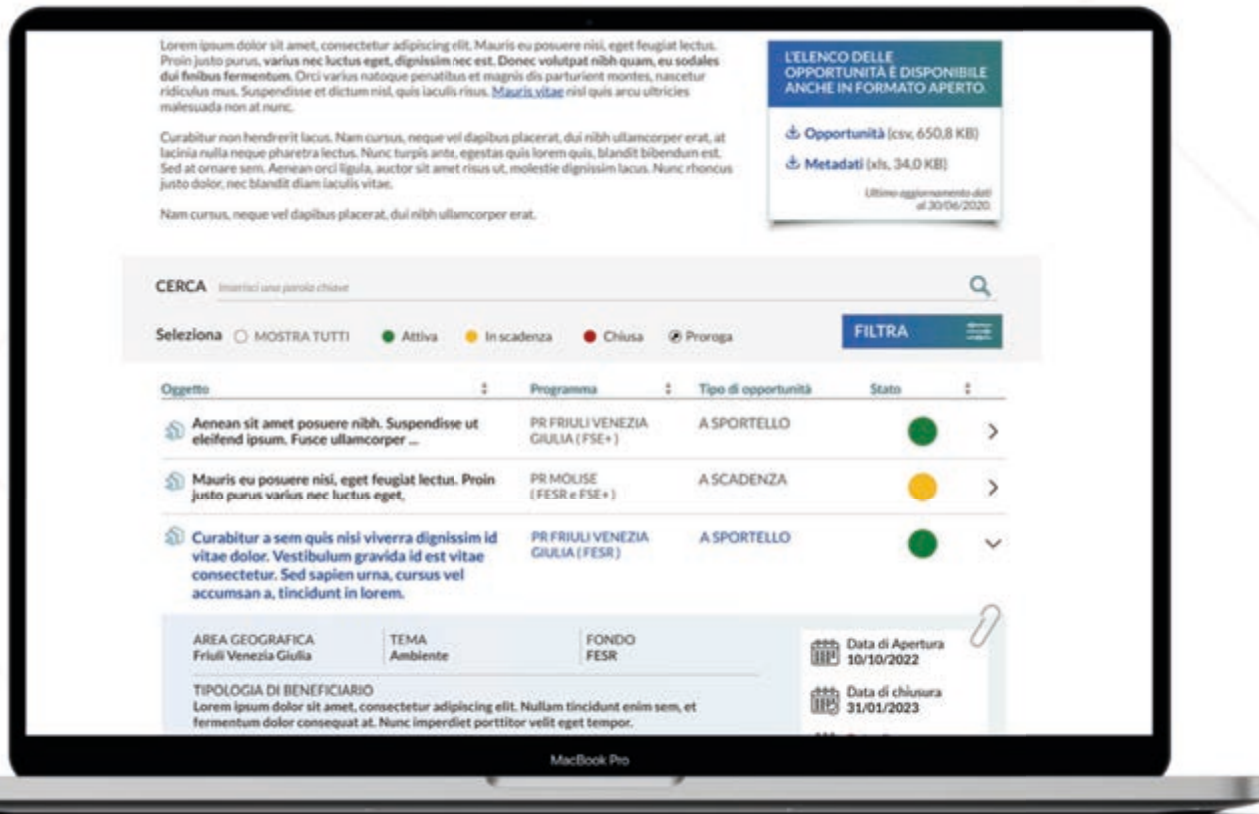 Lorem ipsum dolor sit amet, consectetur adipiscing elit. Mauris eu posuere nisi, eget feugiat lectus.
Proin justo purus, varius nec luctus eget, dignissim nec est. Donec volutpat nibh quam, eu sodales
dui finibus fermentum. Orci varius natoque penatibus et magnis dis parturient montes, nascetur
ridiculus mus. Suspendisse et dictum nisl, quis iaculis risus. Mauris vitae nisl quis arcu ultricies
malesuada non at nunc.
Curabitur non hendrerit lacus. Nam cursus, neque vel dapibus placerat, dui nibh ullamcorper erat, at
lacinia nulla neque pharetra lectus. Nunc turpis ante, egestas quis lorem quis, blandit bibendum est.
Sed at ornare sem. Aenean orci ligula, auctor sit amet risus ut, molestie dignissim lacus. Nunc rhoncus
justo dolor, nec blandit diam iaculis vitae.
Nam cursus, neque vel dapibus placerat, dui nibh ullamcorper erat.
L'ELENCO DELLE
OPPORTUNITÀ È DISPONIBILE
ANCHE IN FORMATO APERTO.
Opportunità (csv, 650,8 KB)
Metadati (xls, 34,0 KB)
Ultimo aggiornamento dati
al 30/06/2020.
CERCA Inserisci una parola chiave
Seleziona MOSTRA TUTTI Attiva In scadenza Chiusa Proroga FILTRA
Oggetto Programma Tipo di opportunità Stato
Aenean sit amet posuere nibh. Suspendisse ut
eleifend ipsum. Fusce ullamcorper ...
PR FRIULI VENEZIA
GIULIA (FSE+)
A SPORTELLO
Mauris eu posuere nisi, eget feugiat lectus. Proin
justo purus varius nec luctus eget,
PR MOLISE
(FESR e FSE+)
A SCADENZA
Curabitur a sem quis nisi viverra dignissim id
vitae dolor. Vestibulum gravida id est vitae
consectetur. Sed sapien urna, cursus vel
accumsan a, tincidunt in lorem.
PR FRIULI VENEZIA
GIULIA (FESR)
A SPORTELLO
AREA GEOGRAFICA
Friuli Venezia Giulia
TEMA
Ambiente
FONDO
FESR
TIPOLOGIA DI BENEFICIARIO
Lorem ipsum dolor sit amet, consectetur adipiscing elit. Nullam tincidunt enim sem, et
fermentum dolor consequat at. Nunc imperdiet porttitor velit eget tempor.
Data di Apertura
10/10/2022
Data di chiusura
31/01/2023
MacBook Pro